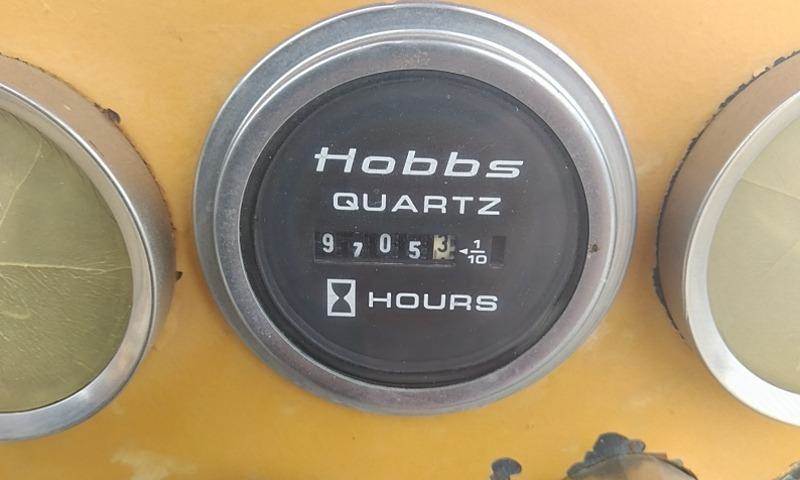 Hobbs
QUARTZ
97053 ◄ 1/10
HOURS